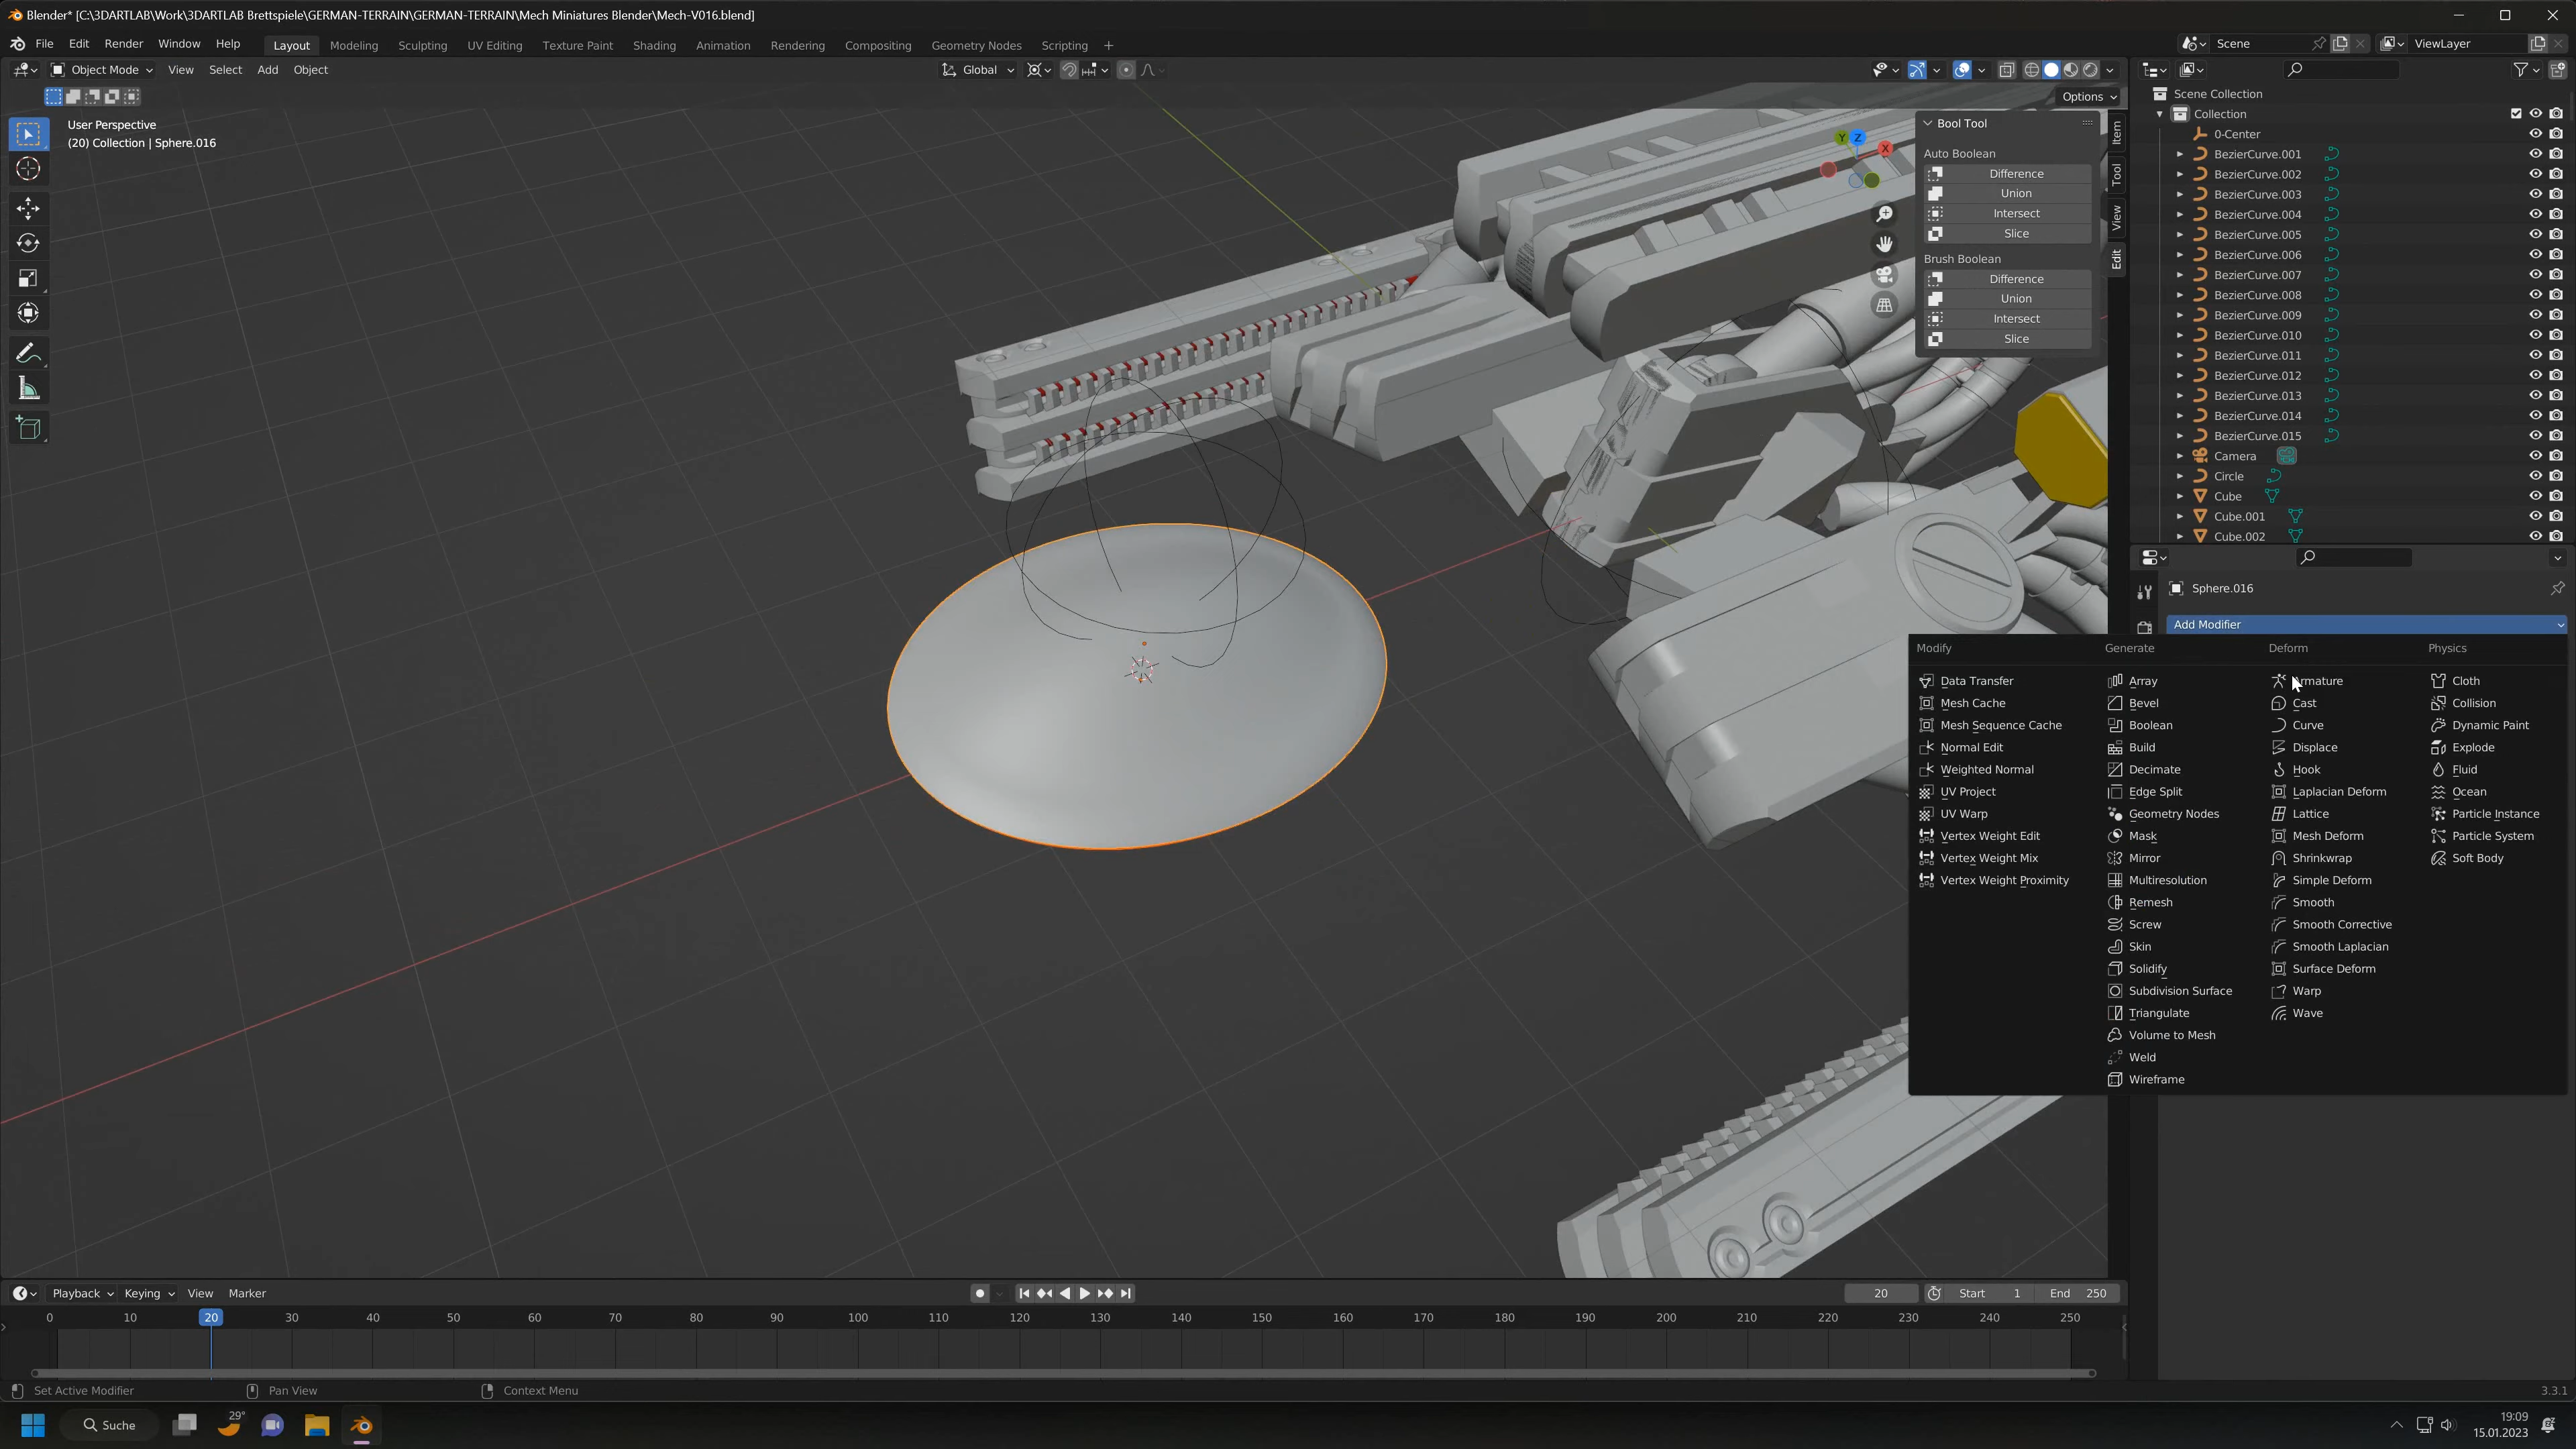 Blender* [C:\3DARTLAB\Work\3DARTLAB Brettspiele\GERMAN-TERRAIN\GERMAN-TERRAIN\Mech Miniatures Blender\Mech-V016.blend]
File Edit Render Window Help Layout Modeling Sculpting UV Editing Texture Paint Shading Animation Rendering Compositing Geometry Nodes Scripting + Scene ViewLayer
Object Mode View Select Add Object Global
Options
User Perspective
(20) Collection | Sphere.016
Bool Tool
Auto Boolean
Difference
Union
Intersect
Slice
Brush Boolean
Difference
Union
Intersect
Slice
Item
Tool
View
Edit
Y Z X
Scene Collection
Collection
0-Center
BezierCurve.001
BezierCurve.002
BezierCurve.003
BezierCurve.004
BezierCurve.005
BezierCurve.006
BezierCurve.007
BezierCurve.008
BezierCurve.009
BezierCurve.010
BezierCurve.011
BezierCurve.012
BezierCurve.013
BezierCurve.014
BezierCurve.015
Camera
Circle
Cube
Cube.001
Cube.002
Sphere.016
Add Modifier
Modify
Data Transfer
Mesh Cache
Mesh Sequence Cache
Normal Edit
Weighted Normal
UV Project
UV Warp
Vertex Weight Edit
Vertex Weight Mix
Vertex Weight Proximity
Generate
Array
Bevel
Boolean
Build
Decimate
Edge Split
Geometry Nodes
Mask
Mirror
Multiresolution
Remesh
Screw
Skin
Solidify
Subdivision Surface
Triangulate
Volume to Mesh
Weld
Wireframe
Deform
rmature
Cast
Curve
Displace
Hook
Laplacian Deform
Lattice
Mesh Deform
Shrinkwrap
Simple Deform
Smooth
Smooth Corrective
Smooth Laplacian
Surface Deform
Warp
Wave
Physics
Cloth
Collision
Dynamic Paint
Explode
Fluid
Ocean
Particle Instance
Particle System
Soft Body
Playback Keying View Marker 20 Start 1 End 250
0 10 20 30 40 50 60 70 80 90 100 110 120 130 140 150 160 170 180 190 200 210 220 230 240 250
Set Active Modifier Pan View Context Menu 3.3.1
Suche 29° 19:09
15.01.2023